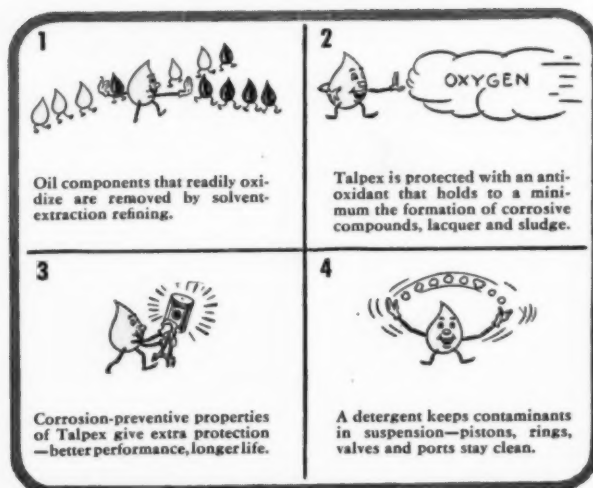 1
Oil components that readily oxi-
dize are removed by solvent-
extraction refining.
2
OXYGEN
Talpex is protected with an anti-
oxidant that holds to a mini-
mum the formation of corrosive
compounds, lacquer and sludge.
3
Corrosion-preventive properties
of Talpex give extra protection
—better performance, longer life.
4
A detergent keeps contaminants
in suspension—pistons, rings,
valves and ports stay clean.